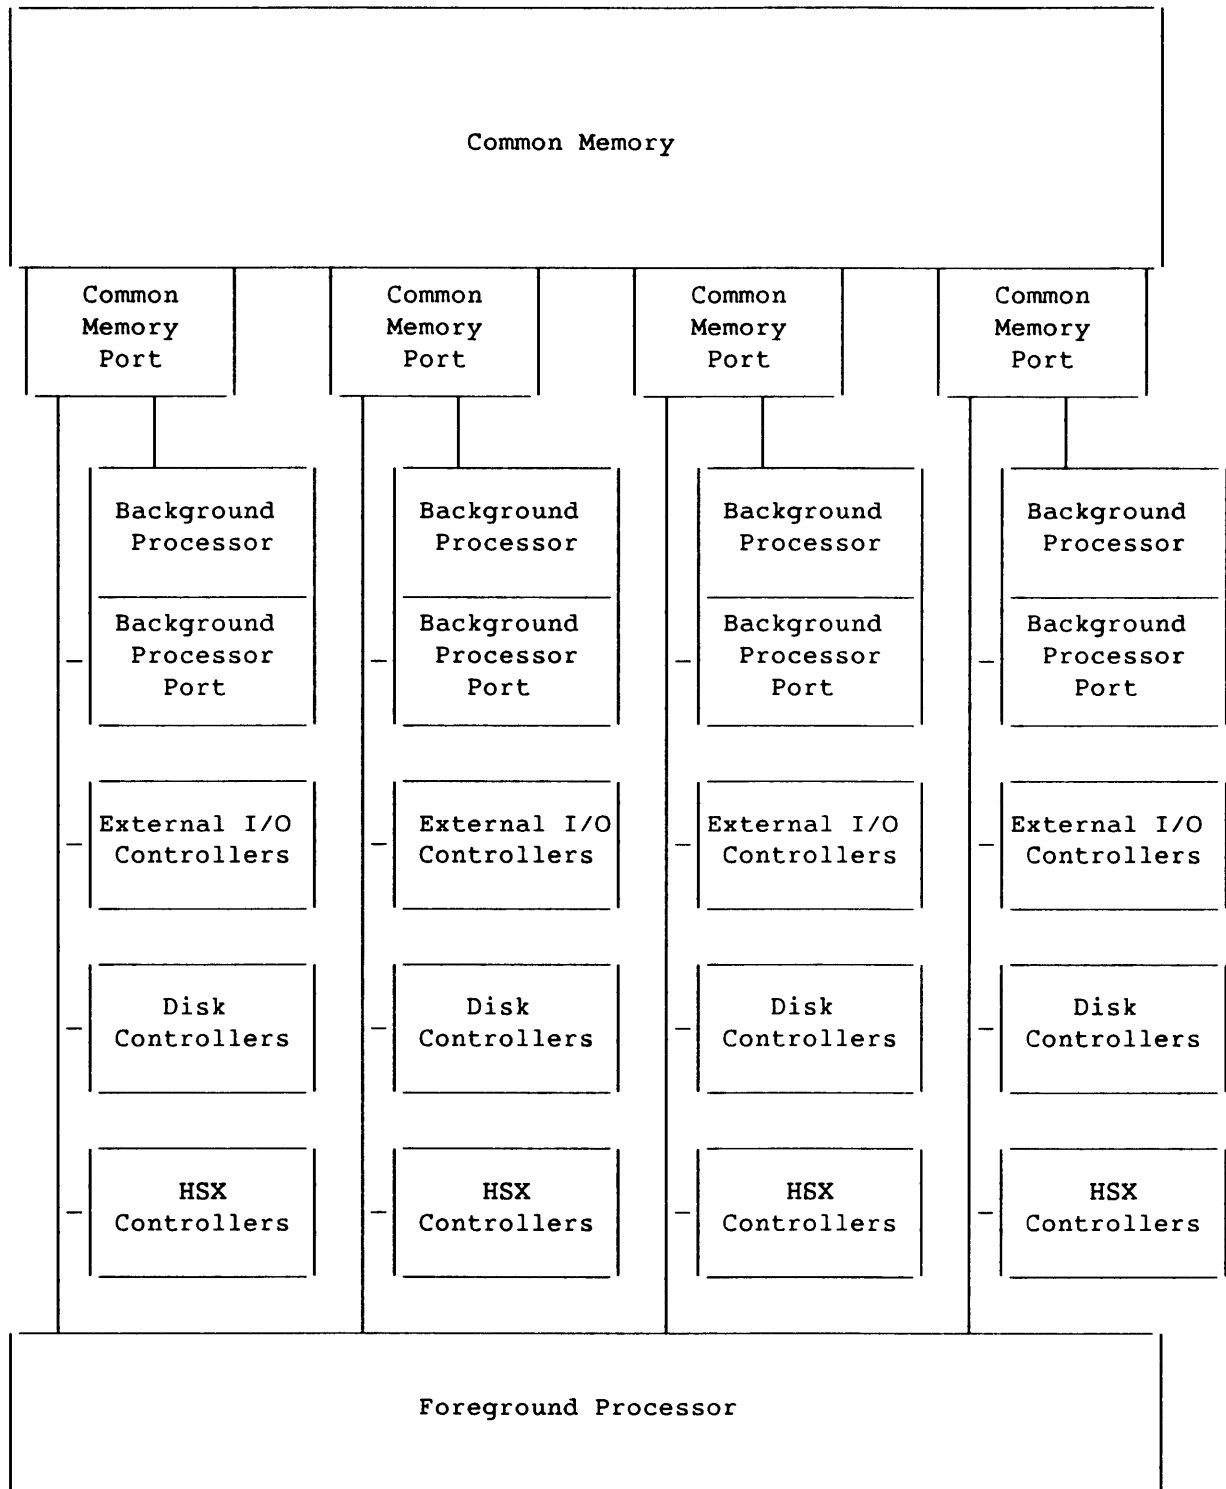 Common Memory
Common
Memory
Port
Common
Memory
Port
Common
Memory
Port
Common
Memory
Port
Background
Processor
Background
Processor
Background
Processor
Background
Processor
Background
Processor
Port
Background
Processor
Port
Background
Processor
Port
Background
Processor
Port
External I/O
Controllers
External I/O
Controllers
External I/O
Controllers
External I/O
Controllers
Disk
Controllers
Disk
Controllers
Disk
Controllers
Disk
Controllers
HSX
Controllers
HSX
Controllers
HSX
Controllers
HSX
Controllers
Foreground Processor